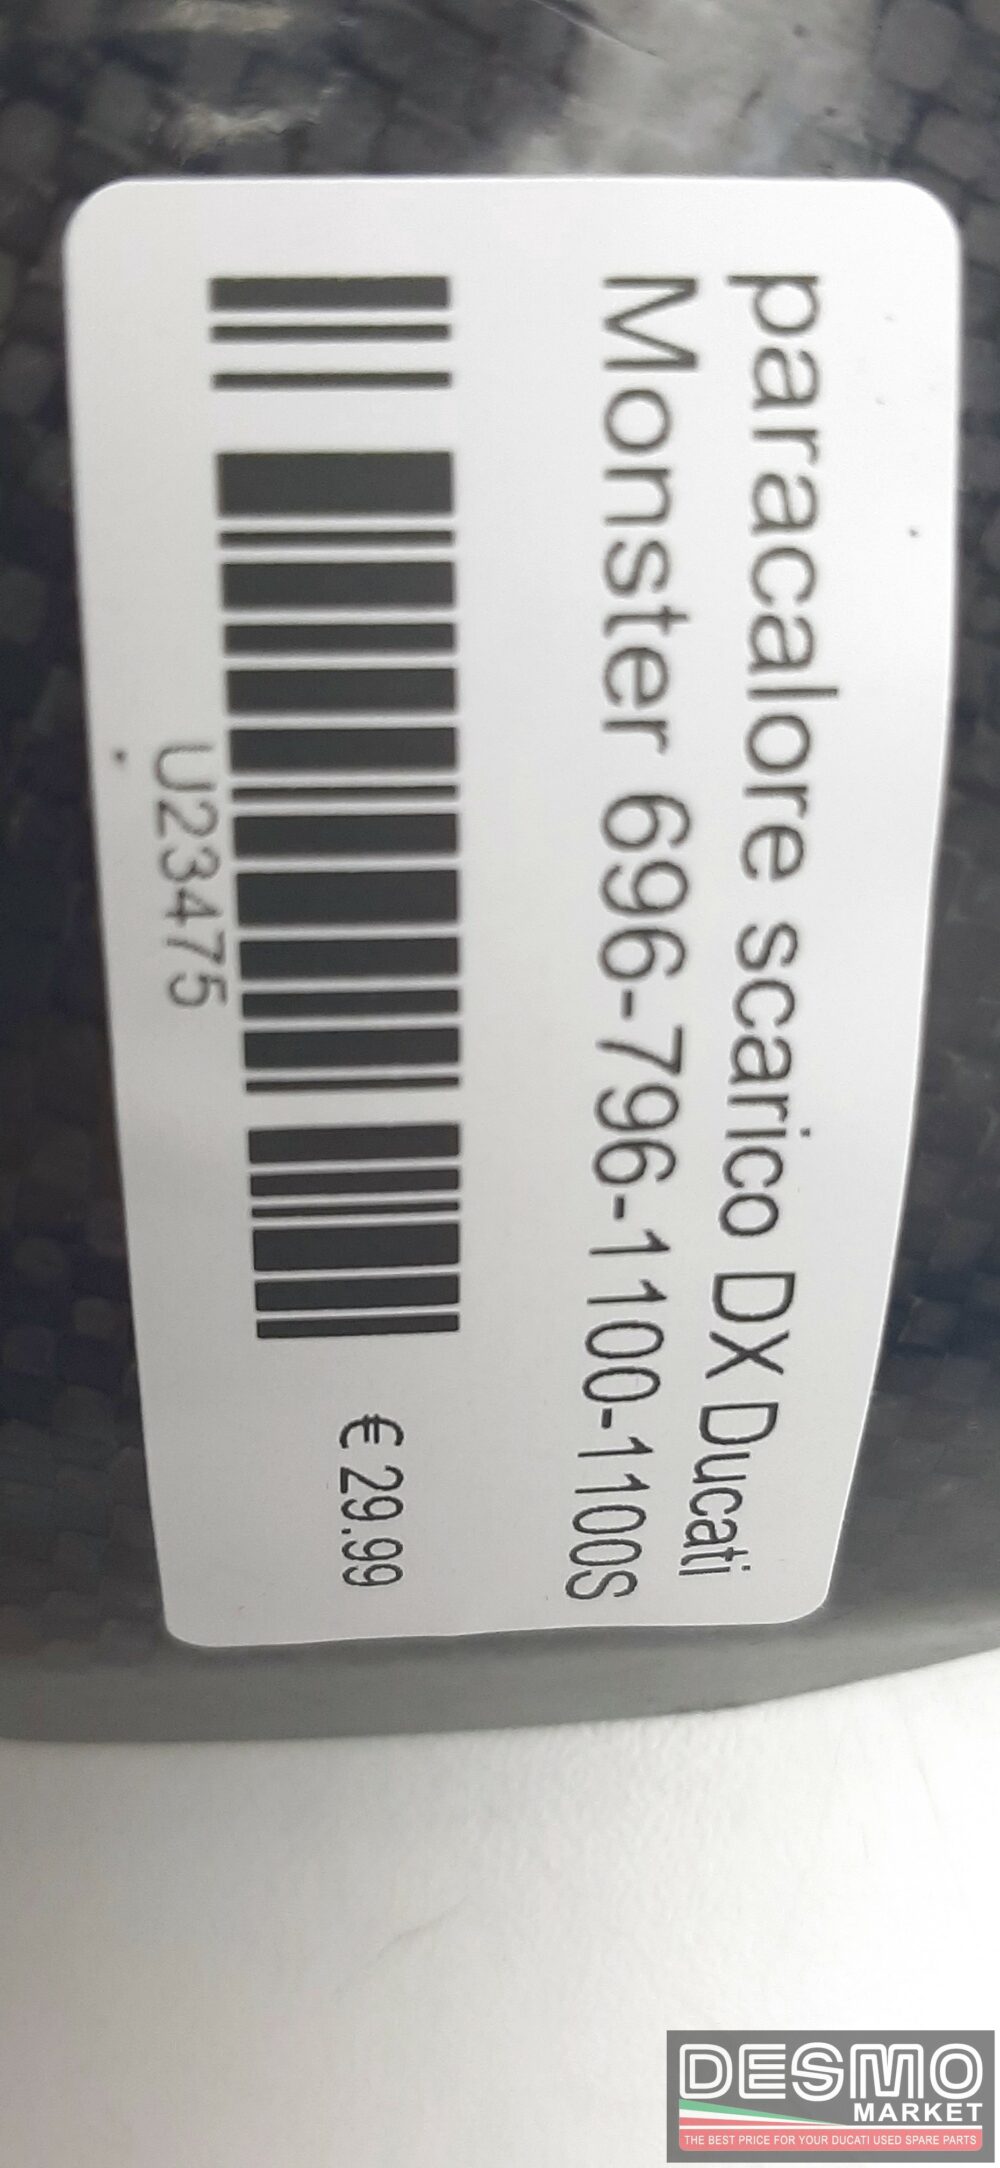 paracalore scarico DX Ducati
Monster 696-796-1100-1100S
€ 29.99
U23475
DESMO
MARKET
THE BEST PRICE FOR YOUR DUCATI USED SPARE PARTS